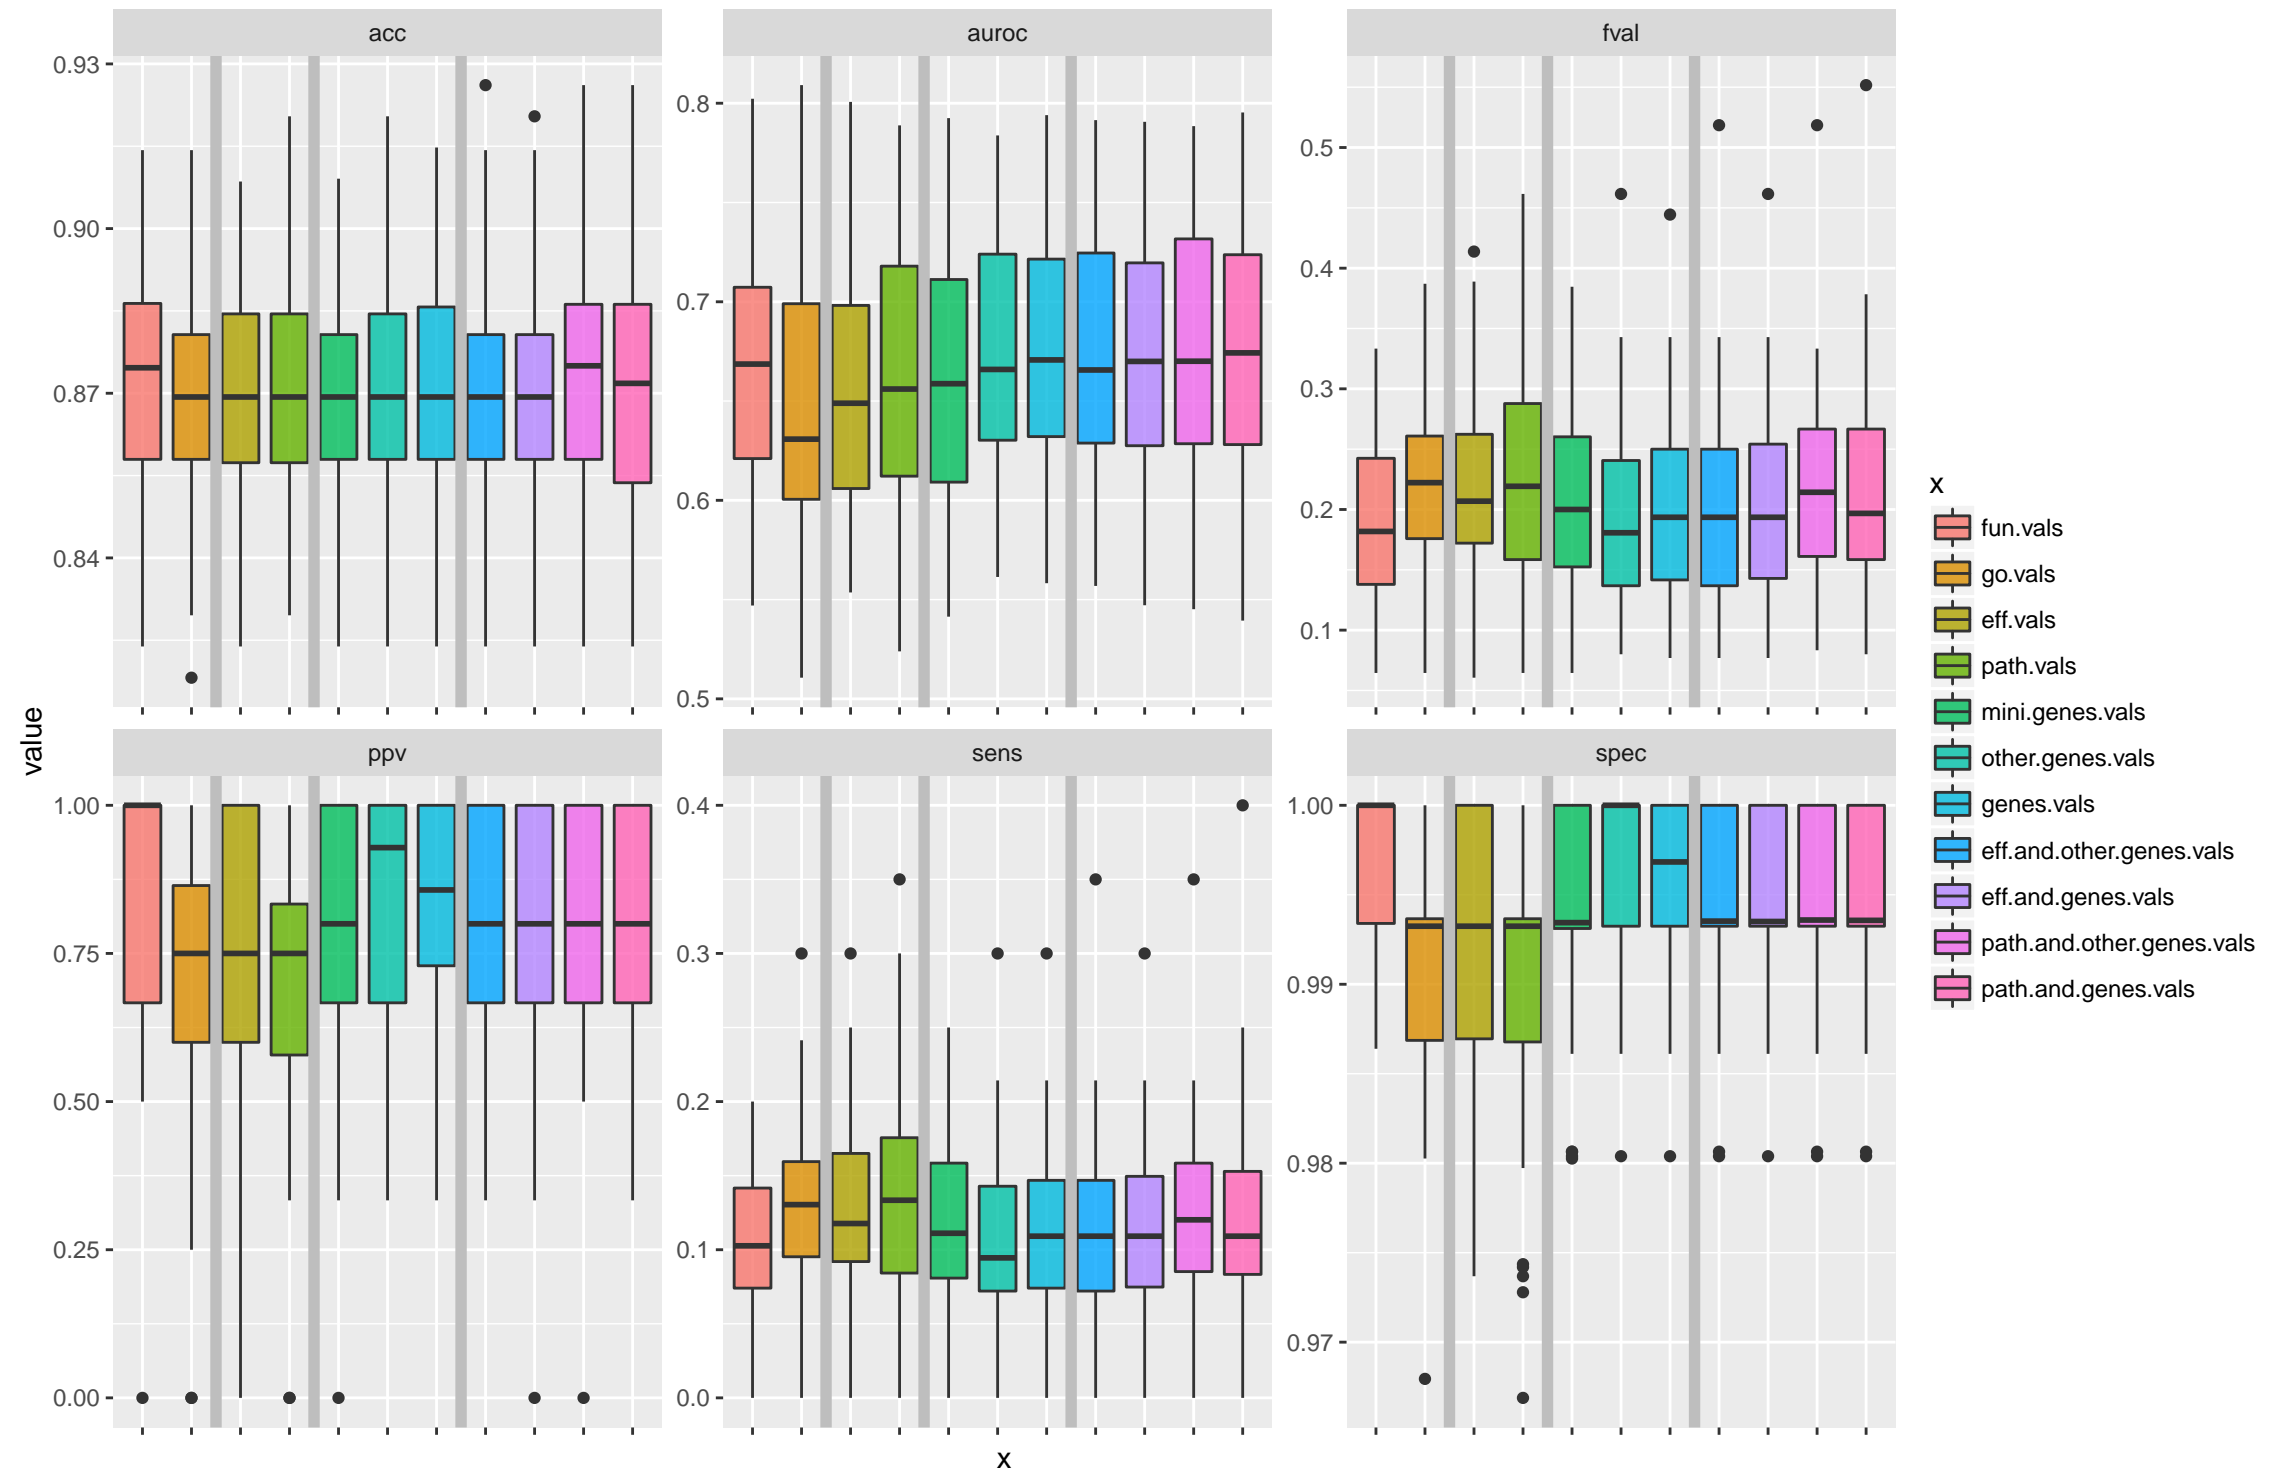 acc
auroc
fval
0.93
0.90
0.87
0.84
0.8
0.7
0.6
0.5
0.5
0.4
0.3
0.2
0.1
value
ppv
sens
spec
1.00
0.75
0.50
0.25
0.00
0.4
0.3
0.2
0.1
0.0
1.00
0.99
0.98
0.97
x
x
fun.vals
go.vals
eff.vals
path.vals
mini.genes.vals
other.genes.vals
genes.vals
eff.and.other.genes.vals
eff.and.genes.vals
path.and.other.genes.vals
path.and.genes.vals